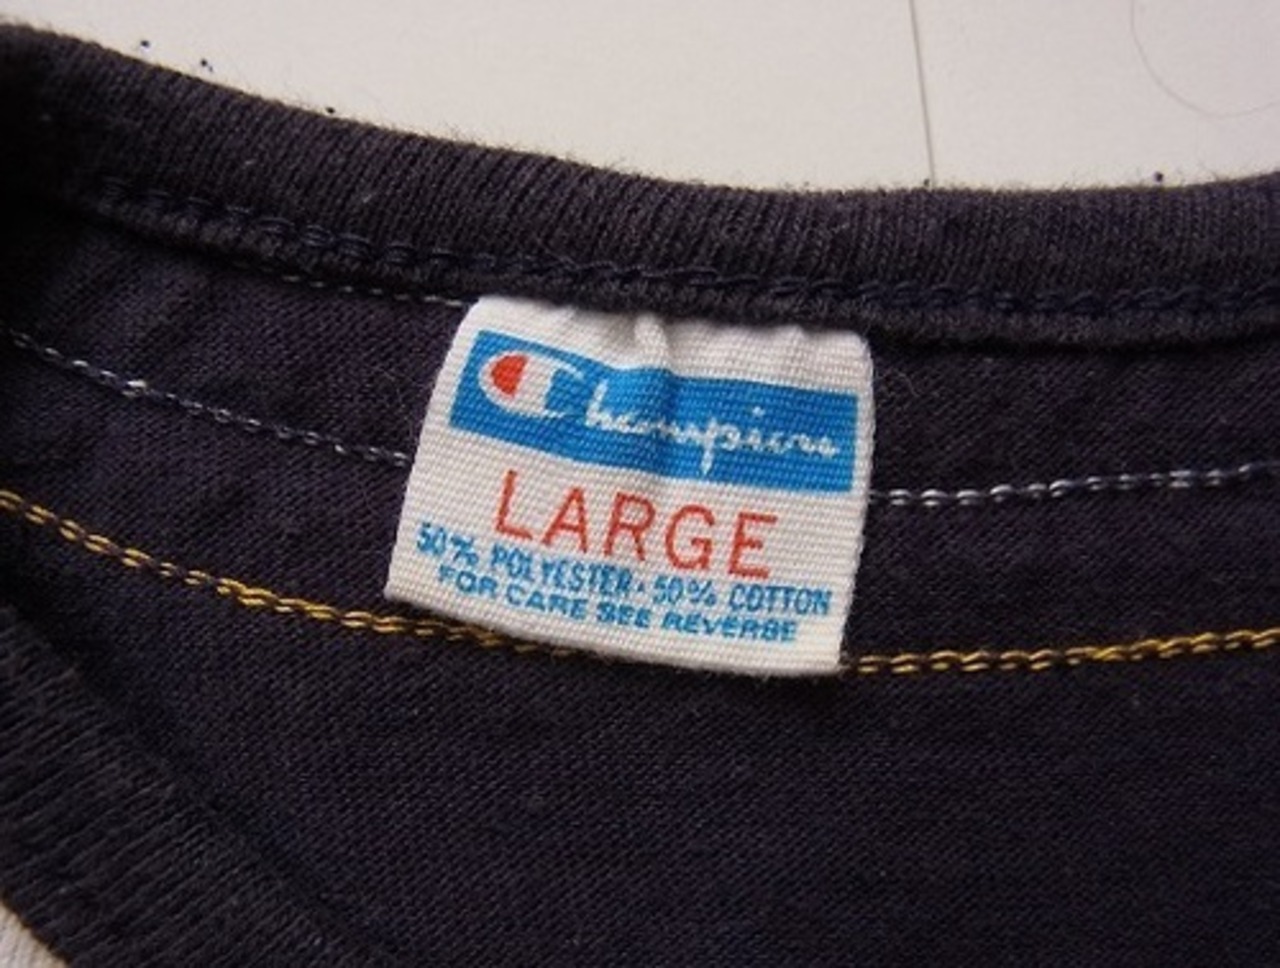 Champion
LARGE
50% POLYESTER · 50% COTTON
FOR CARE SEE REVERSE